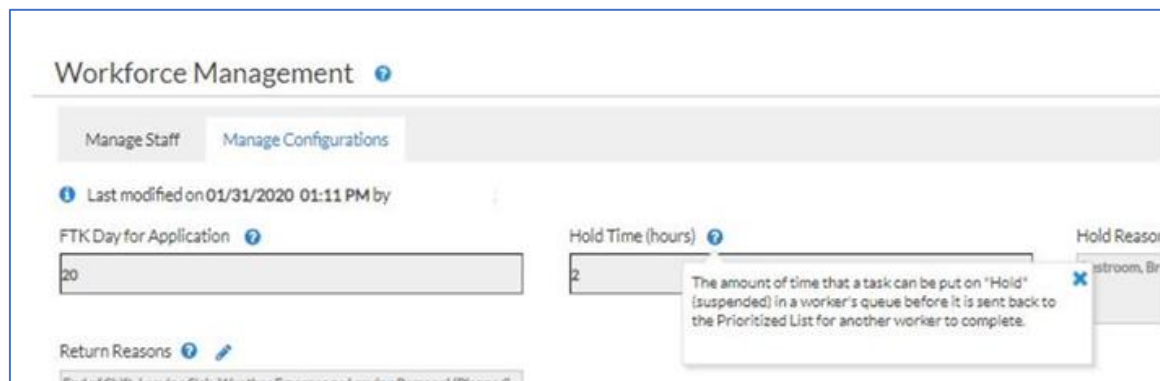 Workforce Management
Manage Staff Manage Configurations
Last modified on 01/31/2020 01:11 PM by
FTK Day for Application Hold Time (hours) Hold Reason
20 2
The amount of time that a task can be put on "Hold"
(suspended) in a worker's queue before it is sent back to
the Prioritized List for another worker to complete.
Return Reasons